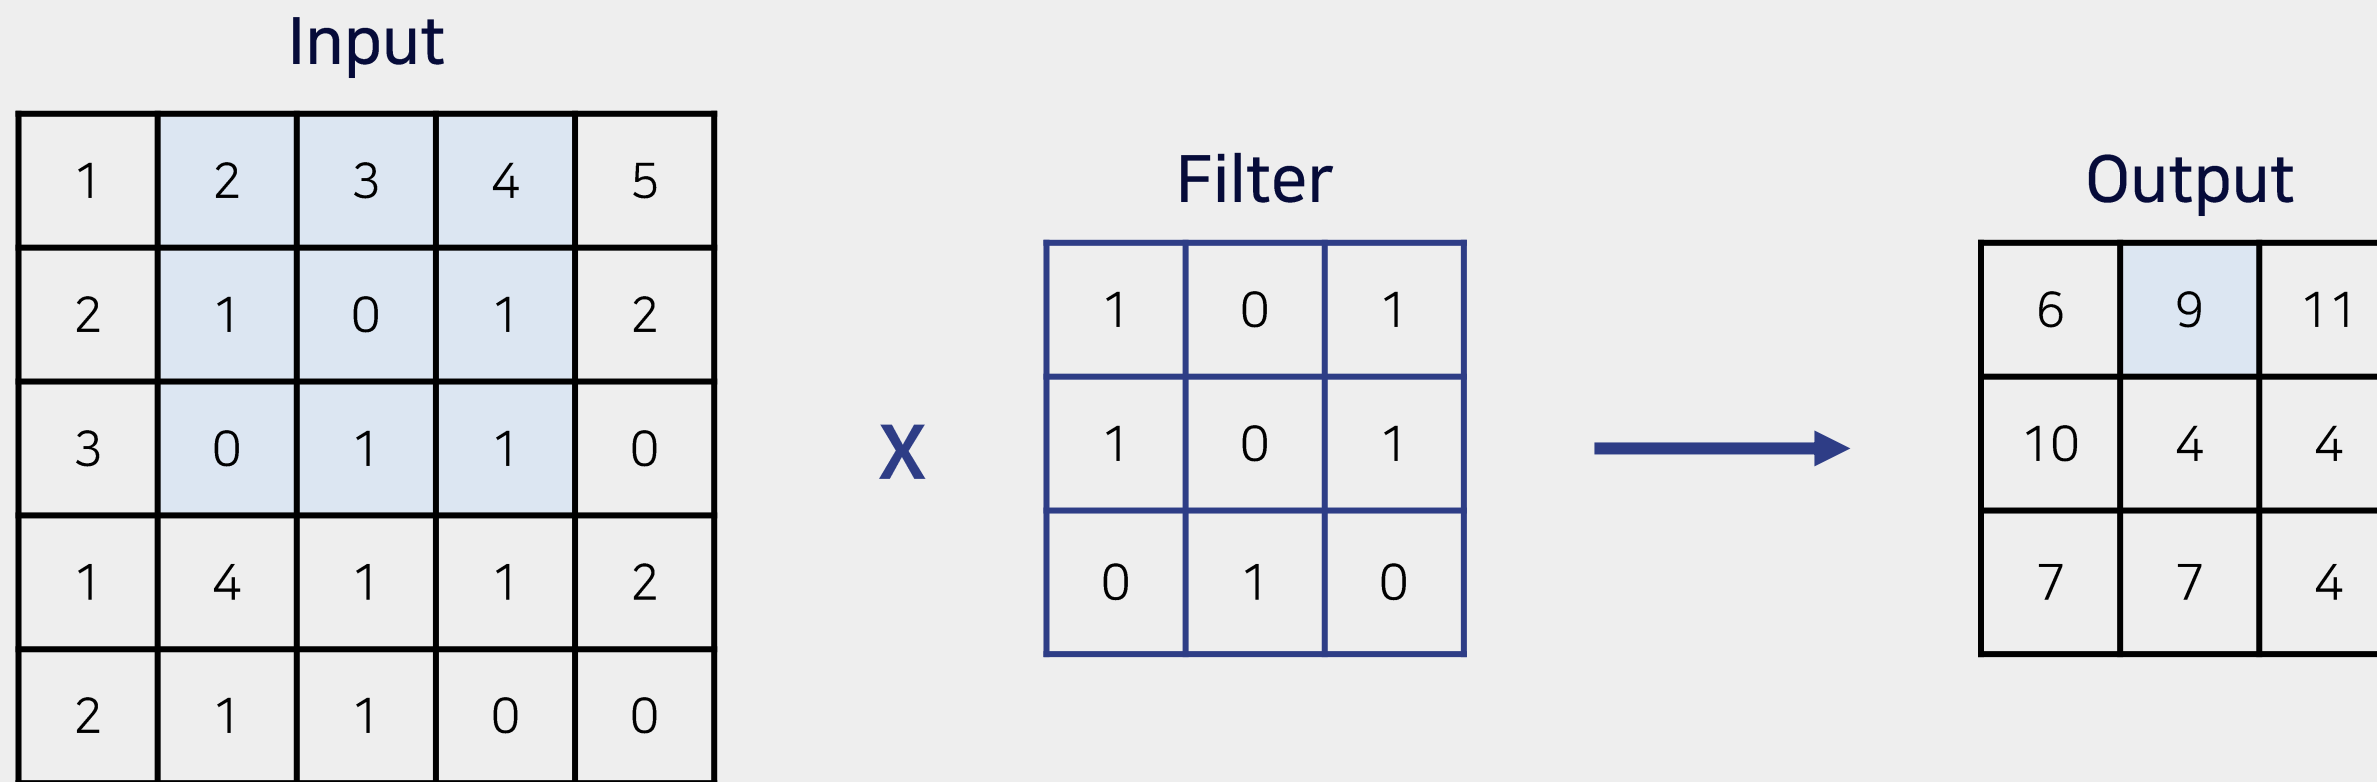 Input
1 2 3 4 5
2 1 0 1 2
3 0 1 1 0
1 4 1 1 2
2 1 1 0 0
X
Filter
1 0 1
1 0 1
0 1 0
Output
6 9 11
10 4 4
7 7 4